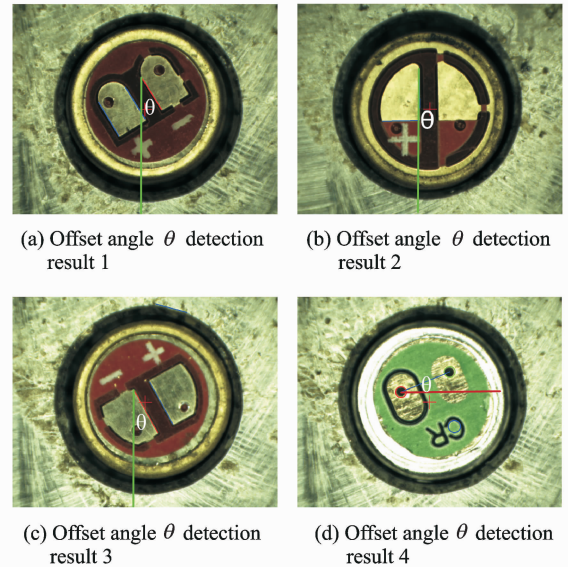 θ
+ −
(a) Offset angle θ detection
result 1
θ
+
(b) Offset angle θ detection
result 2
− +
θ
(c) Offset angle θ detection
result 3
θ
GR
(d) Offset angle θ detection
result 4